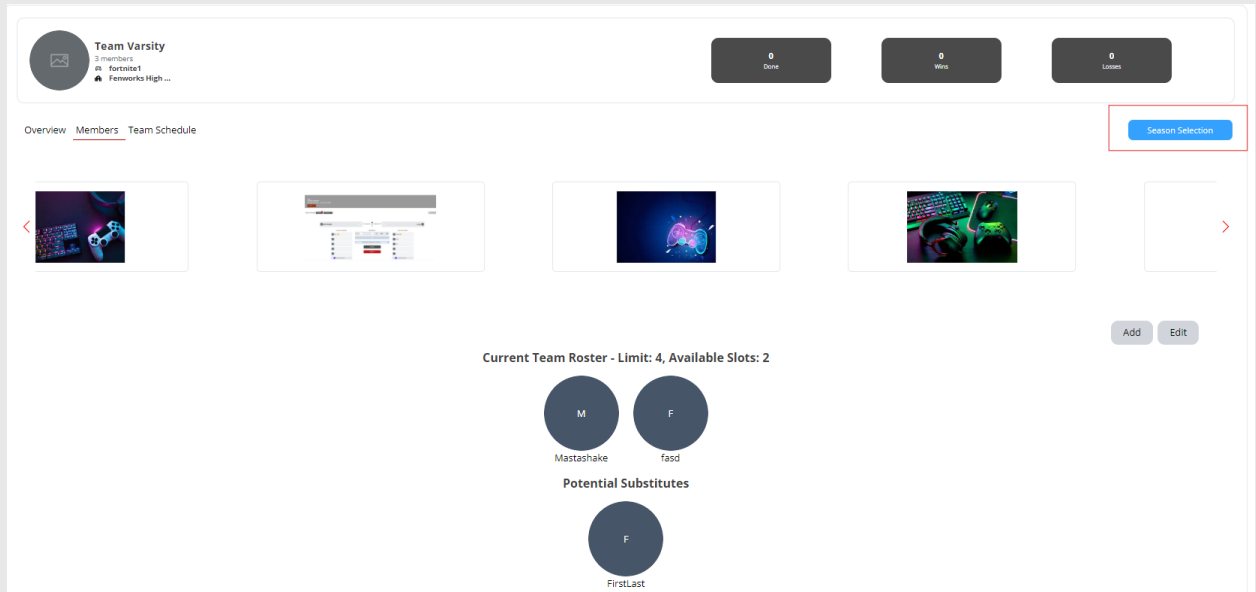 Team Varsity
3 members
fortnite1
Fenworks High ...
0
Done
0
Wins
0
Losses
Overview Members Team Schedule
Season Selection
Add Edit
Current Team Roster - Limit: 4, Available Slots: 2
M F
Mastashake fasd
Potential Substitutes
F
FirstLast